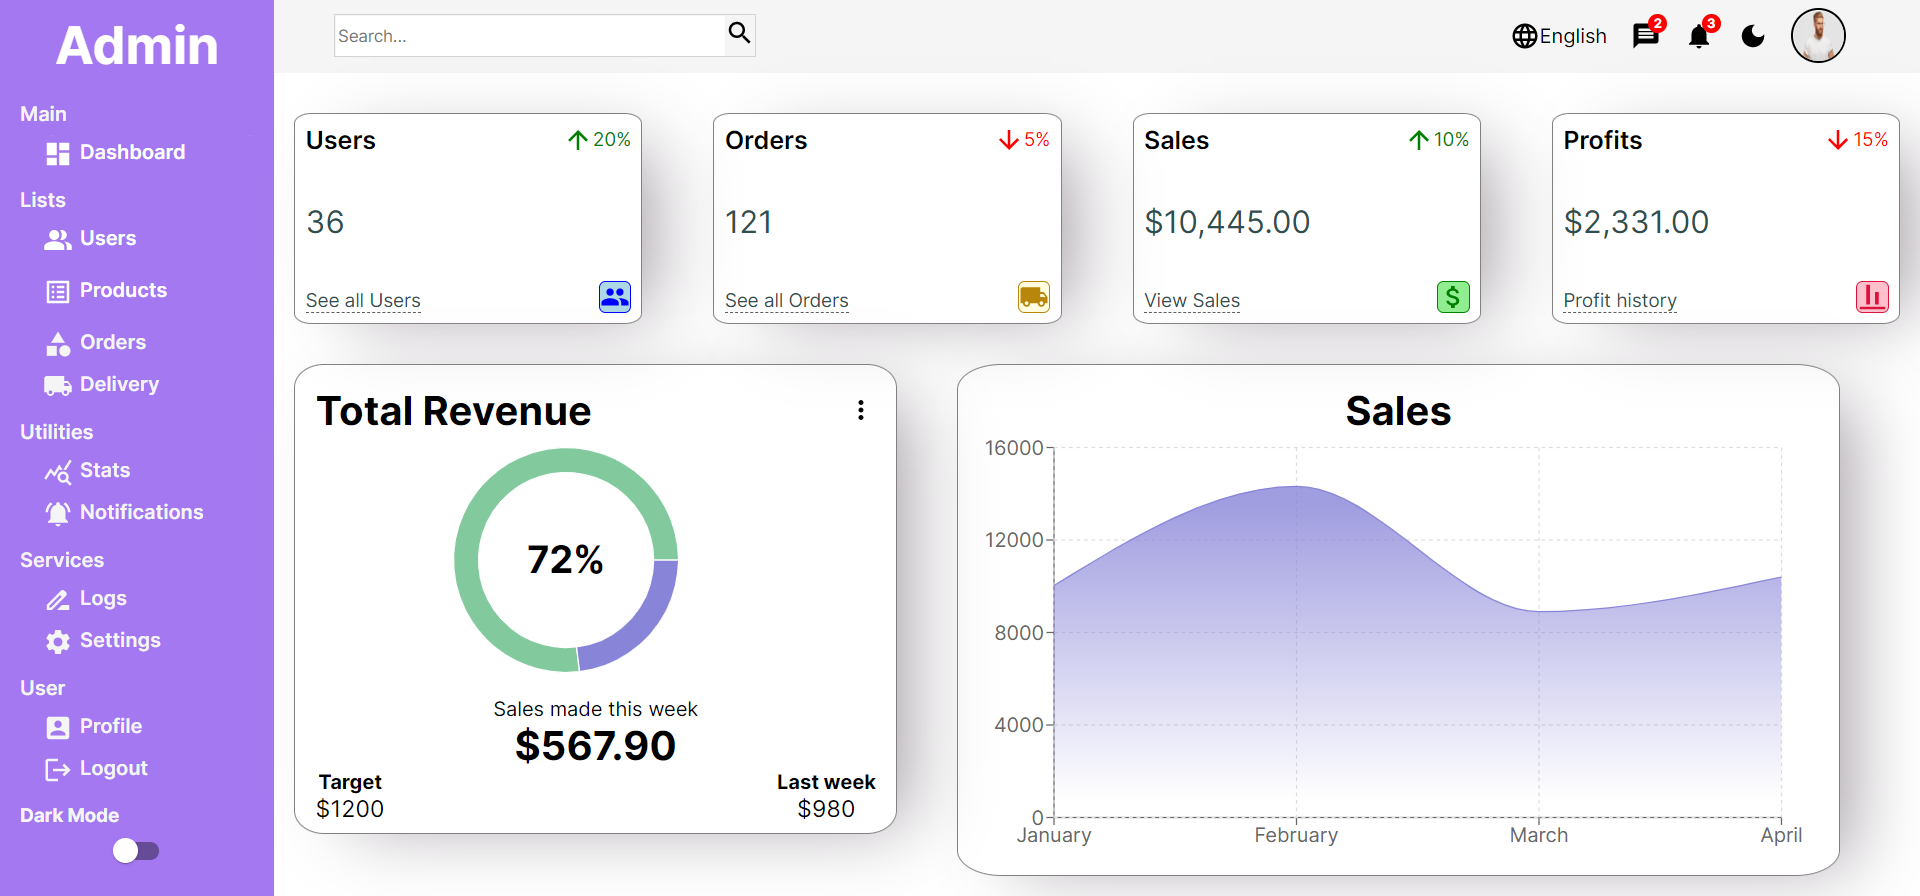 Admin
Main
Dashboard
Lists
Users
Products
Orders
Delivery
Utilities
Stats
Notifications
Services
Logs
Settings
User
Profile
Logout
Dark Mode
Search...
English
2
3
Users
20%
36
See all Users
Orders
5%
121
See all Orders
Sales
10%
$10,445.00
View Sales
$
Profits
15%
$2,331.00
Profit history
Total Revenue
72%
Sales made this week
$567.90
Target
$1200
Last week
$980
Sales
16000
12000
8000
4000
0
January February March April